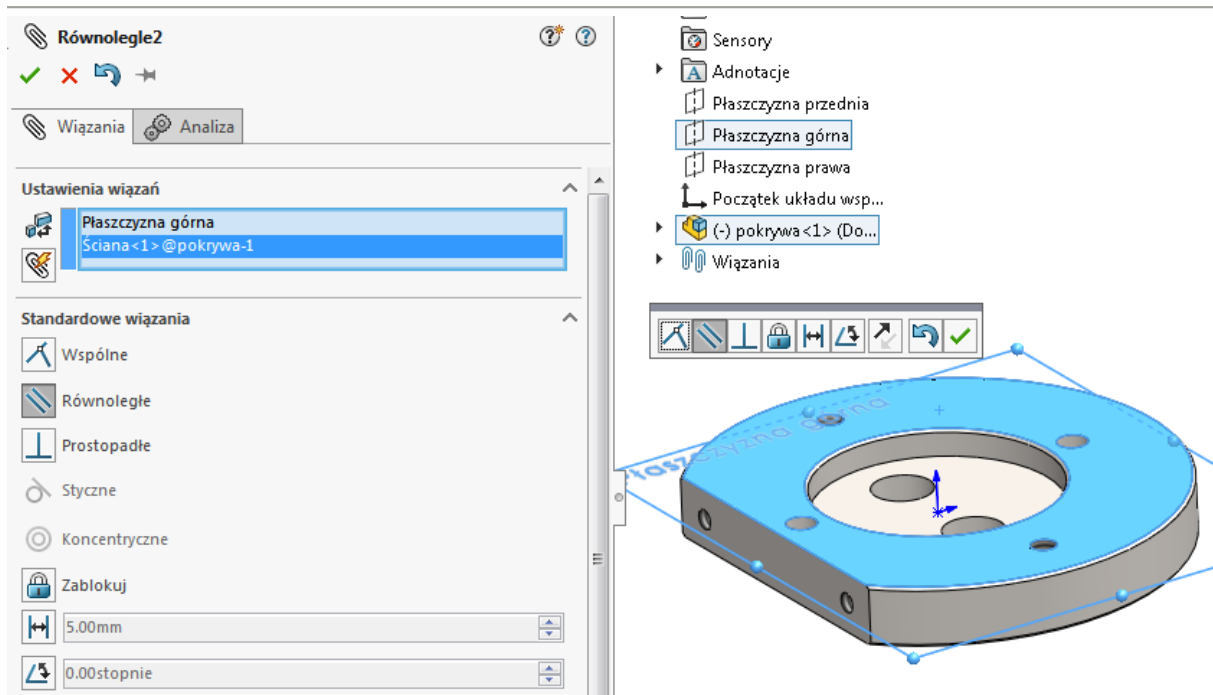 Równolegle2
Wiązania
Analiza
Ustawienia wiązań
Płaszczyzna górna
Ściana<1>@pokrywa-1
Standardowe wiązania
Wspólne
Równoległe
Prostopadłe
Styczne
Koncentryczne
Zablokuj
5.00mm
0.00stopnie
Sensory
Adnotacje
Płaszczyzna przednia
Płaszczyzna górna
Płaszczyzna prawa
Początek układu wsp...
(-) pokrywa<1> (Do...
Wiązania
Płaszczyzna górna